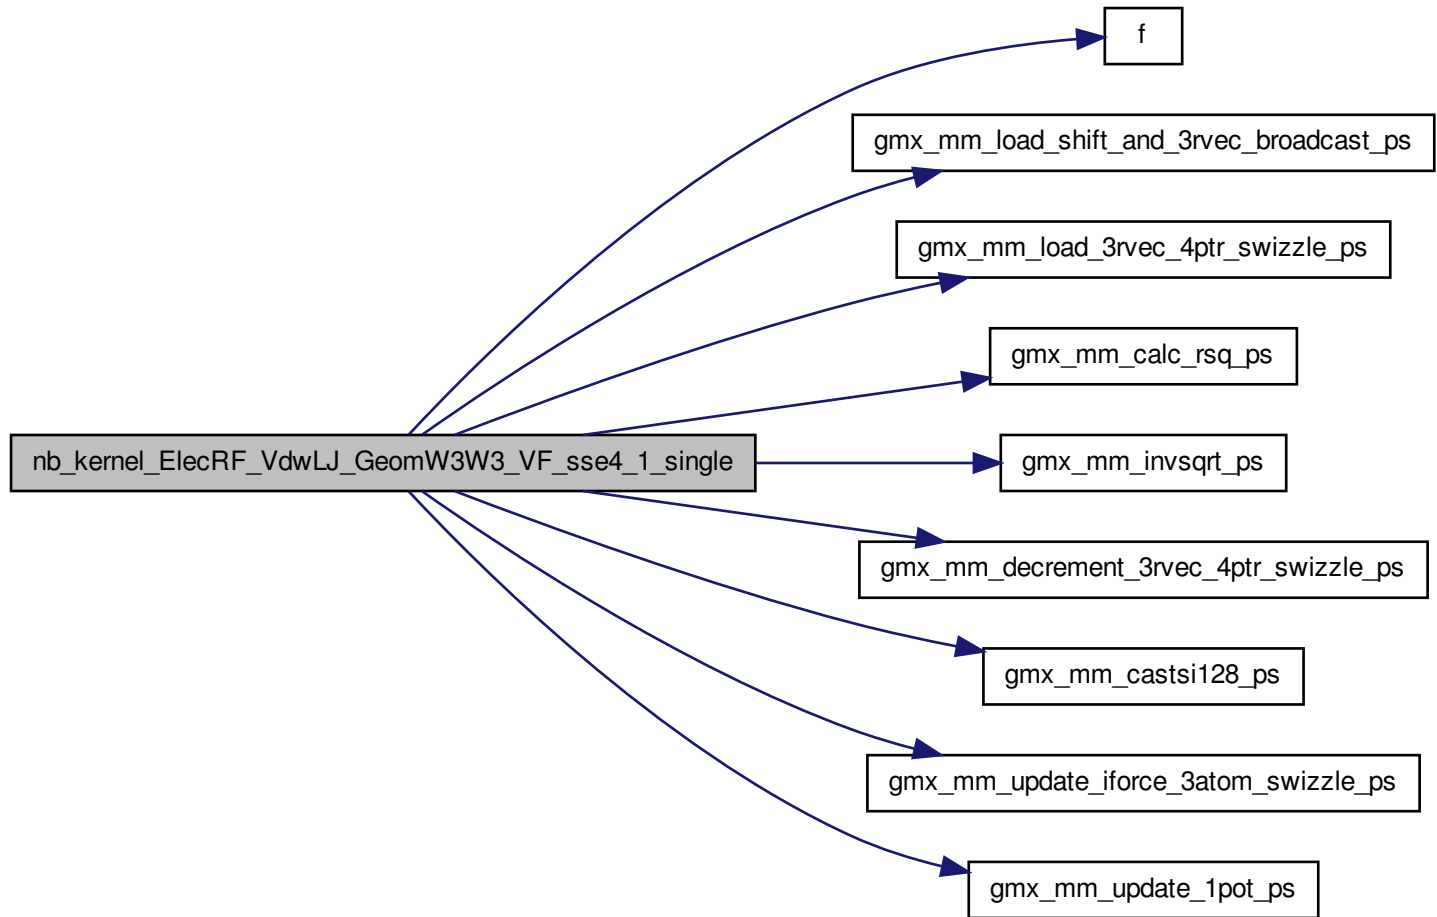 f
gmx_mm_load_shift_and_3rvec_broadcast_ps
gmx_mm_load_3rvec_4ptr_swizzle_ps
gmx_mm_calc_rsq_ps
nb_kernel_ElecRF_VdwLJ_GeomW3W3_VF_sse4_1_single
gmx_mm_invsqrt_ps
gmx_mm_decrement_3rvec_4ptr_swizzle_ps
gmx_mm_castsi128_ps
gmx_mm_update_iforce_3atom_swizzle_ps
gmx_mm_update_1pot_ps